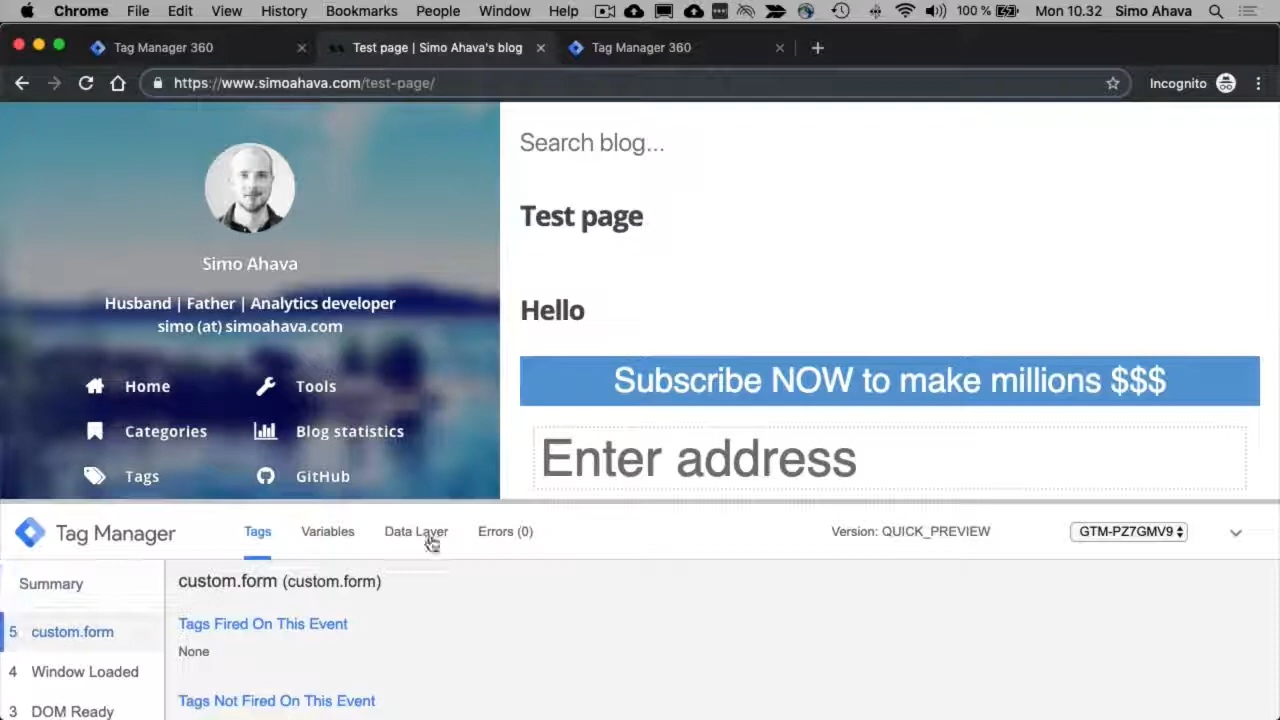 Chrome File Edit View History Bookmarks People Window Help 100 % Mon 10.32 Simo Ahava
Tag Manager 360 Test page | Simo Ahava's blog Tag Manager 360
https://www.simoahava.com/test-page/ Incognito
Simo Ahava
Husband | Father | Analytics developer
simo (at) simoahava.com
Home Tools
Categories Blog statistics
Tags GitHub
Search blog...
Test page
Hello
Subscribe NOW to make millions $$$
Enter address
Tag Manager Tags Variables Data Layer Errors (0) Version: QUICK_PREVIEW GTM-PZ7GMV9
Summary
5 custom.form
4 Window Loaded
3 DOM Ready
custom.form (custom.form)
Tags Fired On This Event
None
Tags Not Fired On This Event